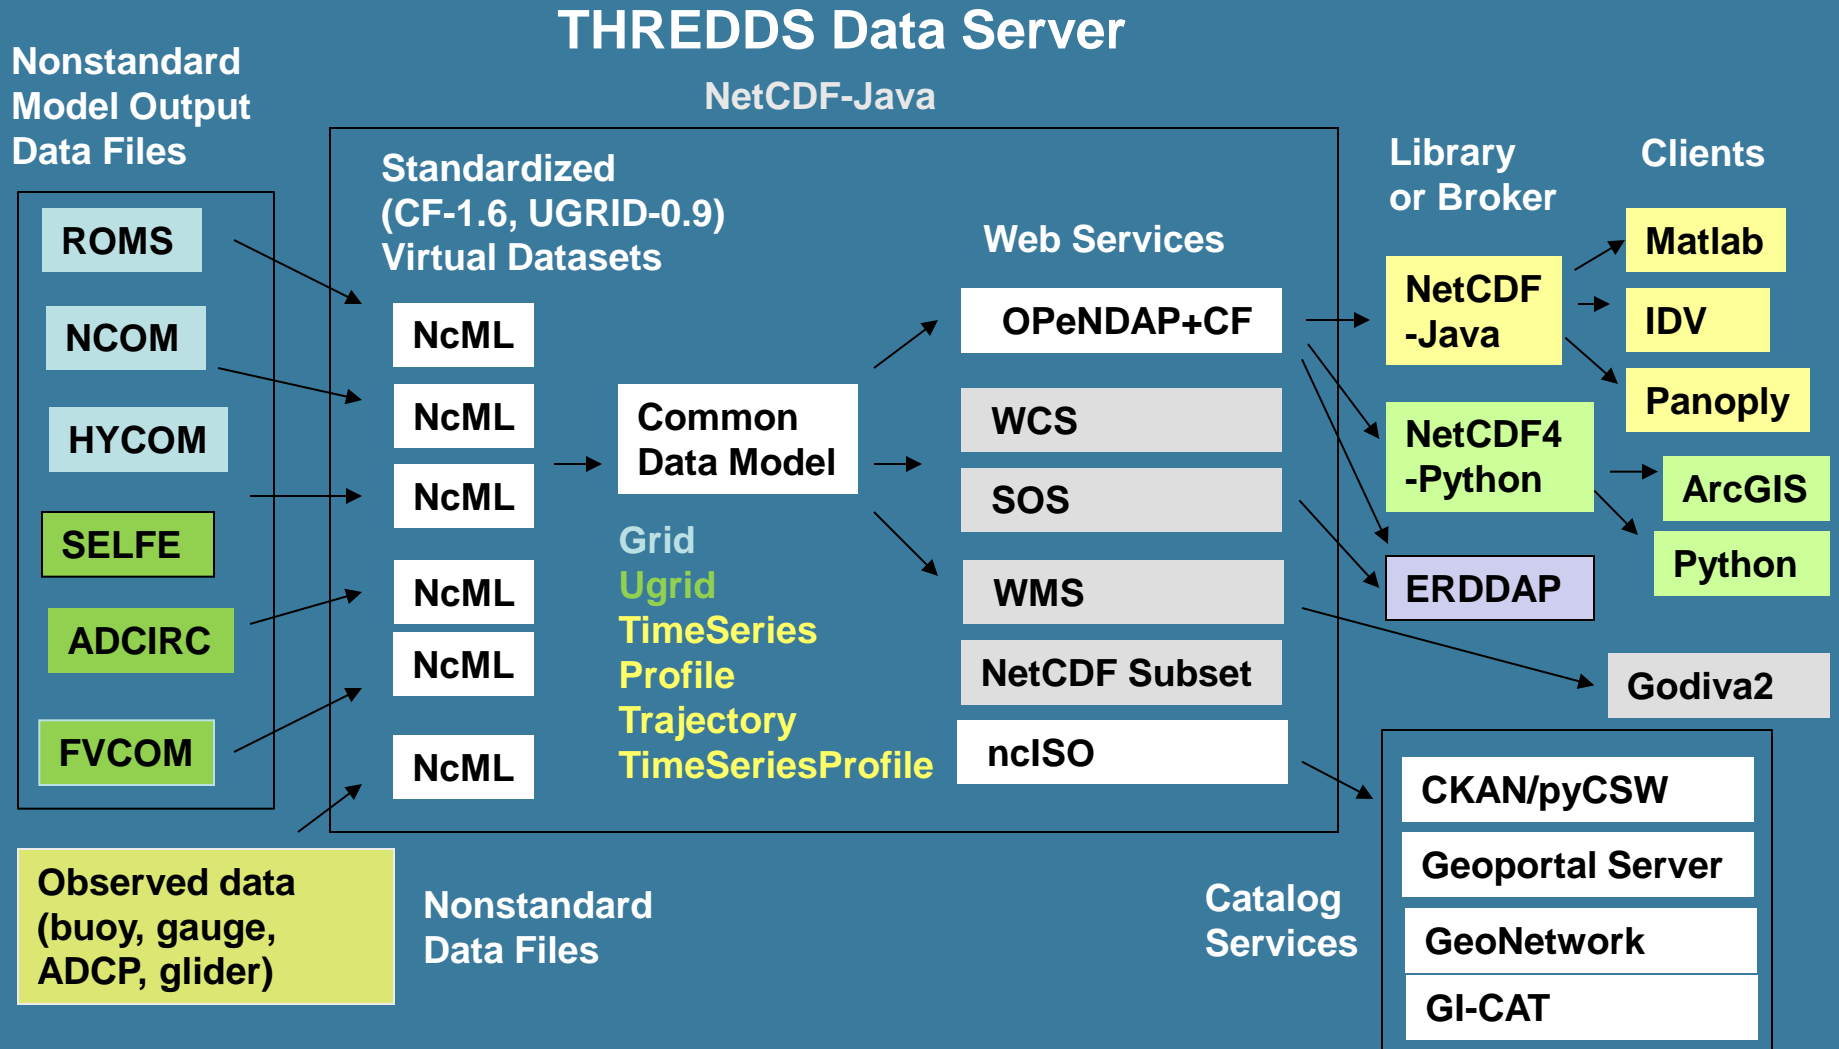 THREDDS Data Server
NetCDF-Java
Nonstandard
Model Output
Data Files
ROMS
NCOM
HYCOM
SELFE
ADCIRC
FVCOM
Observed data
(buoy, gauge,
ADCP, glider)
Nonstandard
Data Files
Standardized
(CF-1.6, UGRID-0.9)
Virtual Datasets
NcML
NcML
NcML
NcML
NcML
NcML
Common
Data Model
Grid
Ugrid
TimeSeries
Profile
Trajectory
TimeSeriesProfile
Web Services
OPeNDAP+CF
WCS
SOS
WMS
NetCDF Subset
ncISO
Library
or Broker
NetCDF
-Java
NetCDF4
-Python
ERDDAP
Clients
Matlab
IDV
Panoply
ArcGIS
Python
Godiva2
Catalog
Services
CKAN/pyCSW
Geoportal Server
GeoNetwork
GI-CAT